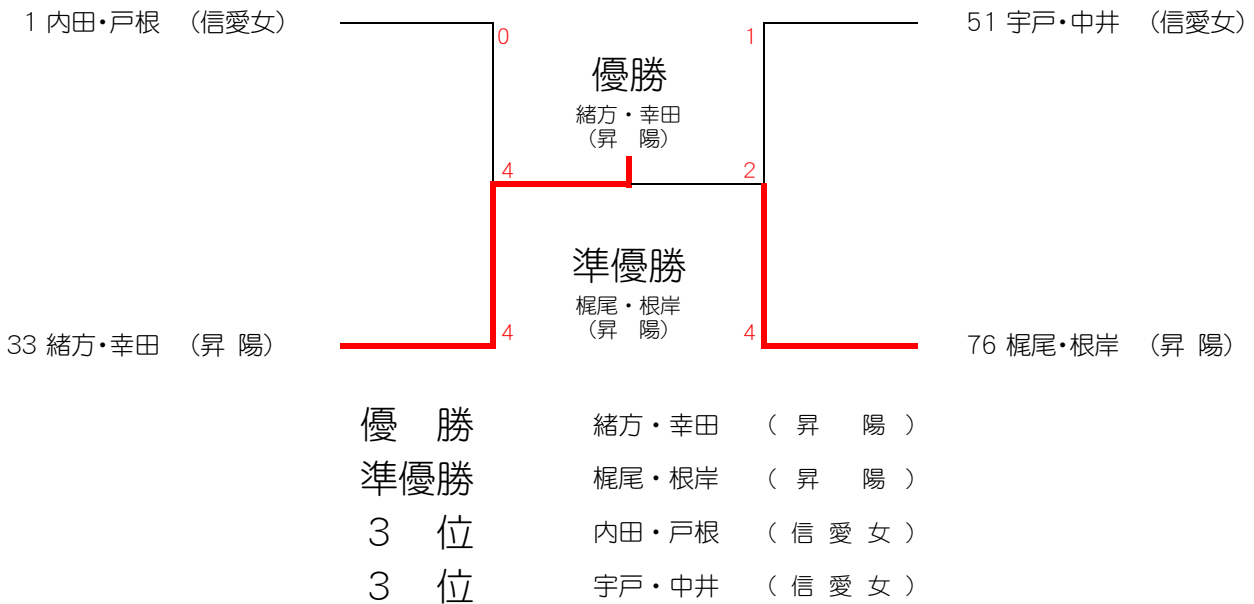 1 内田・戸根　（信愛女）
51 宇戸・中井　（信愛女）
0
1
優勝
緒方・幸田
（昇　陽）
4
2
準優勝
梶尾・根岸
（昇　陽）
4
4
33 緒方・幸田　（昇 陽）
76 梶尾・根岸　（昇 陽）
優　勝　緒方・幸田　（ 昇　陽 ）
準優勝　梶尾・根岸　（ 昇　陽 ）
３　位　内田・戸根　（ 信 愛 女 ）
３　位　宇戸・中井　（ 信 愛 女 ）